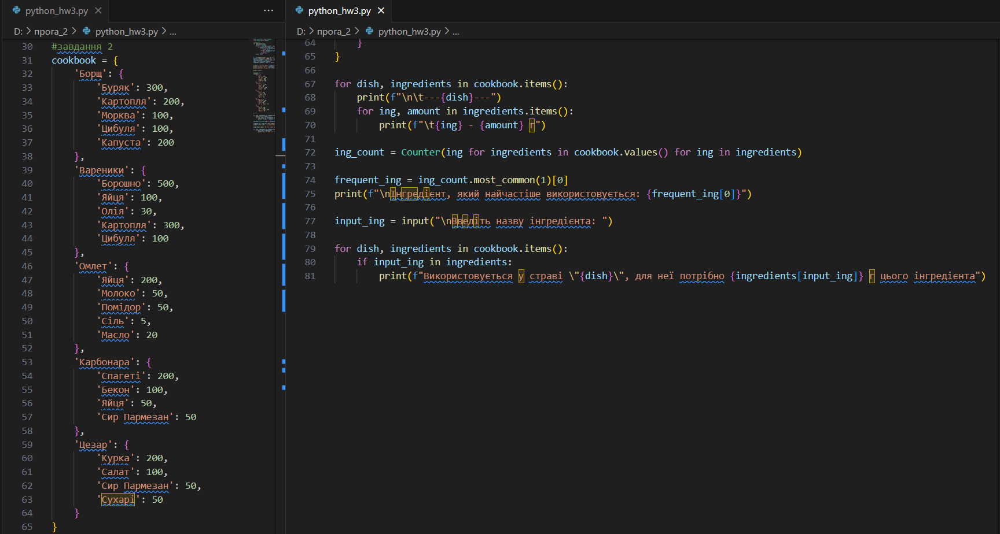 python_hw3.py
D: > прога_2 > python_hw3.py > ...
30 #завдання 2
31 cookbook = {
32 'Борщ': {
33 'Буряк': 300,
34 'Картопля': 200,
35 'Морква': 100,
36 'Цибуля': 100,
37 'Капуста': 200
38 },
39 'Вареники': {
40 'Борошно': 500,
41 'Яйця': 100,
42 'Олія': 30,
43 'Картопля': 300,
44 'Цибуля': 100
45 },
46 'Омлет': {
47 'Яйця': 200,
48 'Молоко': 50,
49 'Помідор': 50,
50 'Сіль': 5,
51 'Масло': 20
52 },
53 'Карбонара': {
54 'Спагеті': 200,
55 'Бекон': 100,
56 'Яйця': 50,
57 'Сир Пармезан': 50
58 },
59 'Цезар': {
60 'Курка': 200,
61 'Салат': 100,
62 'Сир Пармезан': 50,
63 'Сухарі': 50
64 }
65 }
python_hw3.py
D: > прога_2 > python_hw3.py > ...
64 }
65 }
66
67 for dish, ingredients in cookbook.items():
68 print(f"\n\t---{dish}---")
69 for ing, amount in ingredients.items():
70 print(f"\t{ing} - {amount} г")
71
72 ing_count = Counter(ing for ingredients in cookbook.values() for ing in ingredients)
73
74 frequent_ing = ing_count.most_common(1)[0]
75 print(f"\nІнгредієнт, який найчастіше використовується: {frequent_ing[0]}")
76
77 input_ing = input("\nВведіть назву інгредієнта: ")
78
79 for dish, ingredients in cookbook.items():
80 if input_ing in ingredients:
81 print(f"Використовується у страві \"{dish}\", для неї потрібно {ingredients[input_ing]} г цього інгредієнта")